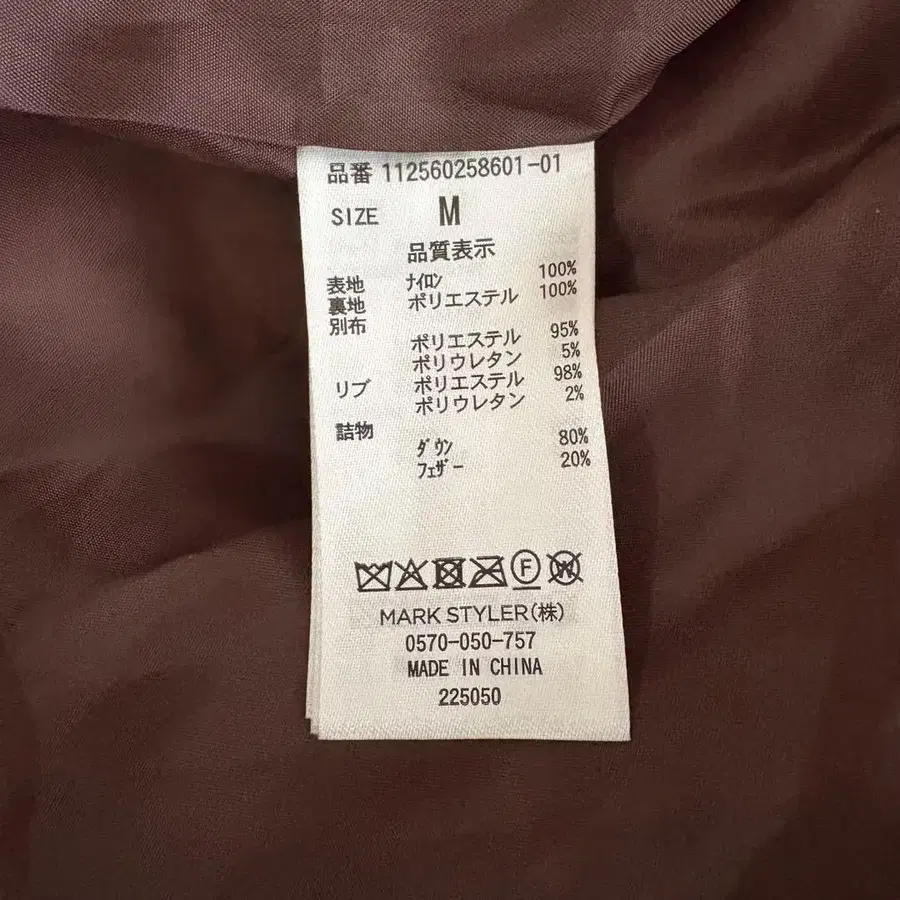 品番 112560258601-01
SIZE M
品質表示
表地 ナイロン 100%
裏地 ポリエステル 100%
別布
ポリエステル 95%
ポリウレタン 5%
リブ ポリエステル 98%
ポリウレタン 2%
詰物
ダウン 80%
フェザー 20%
F W
MARK STYLER(株)
0570-050-757
MADE IN CHINA
225050